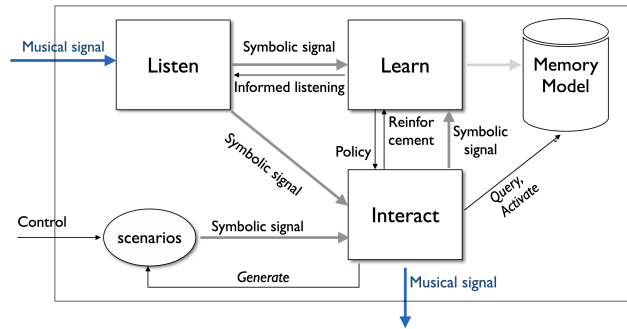 Musical signal
Listen
Symbolic signal
Informed listening
Learn
Memory
Model
Symbolic signal
Policy
Reinfor
cement
Symbolic
signal
Query,
Activate
Control
scenarios
Symbolic signal
Interact
Generate
Musical signal